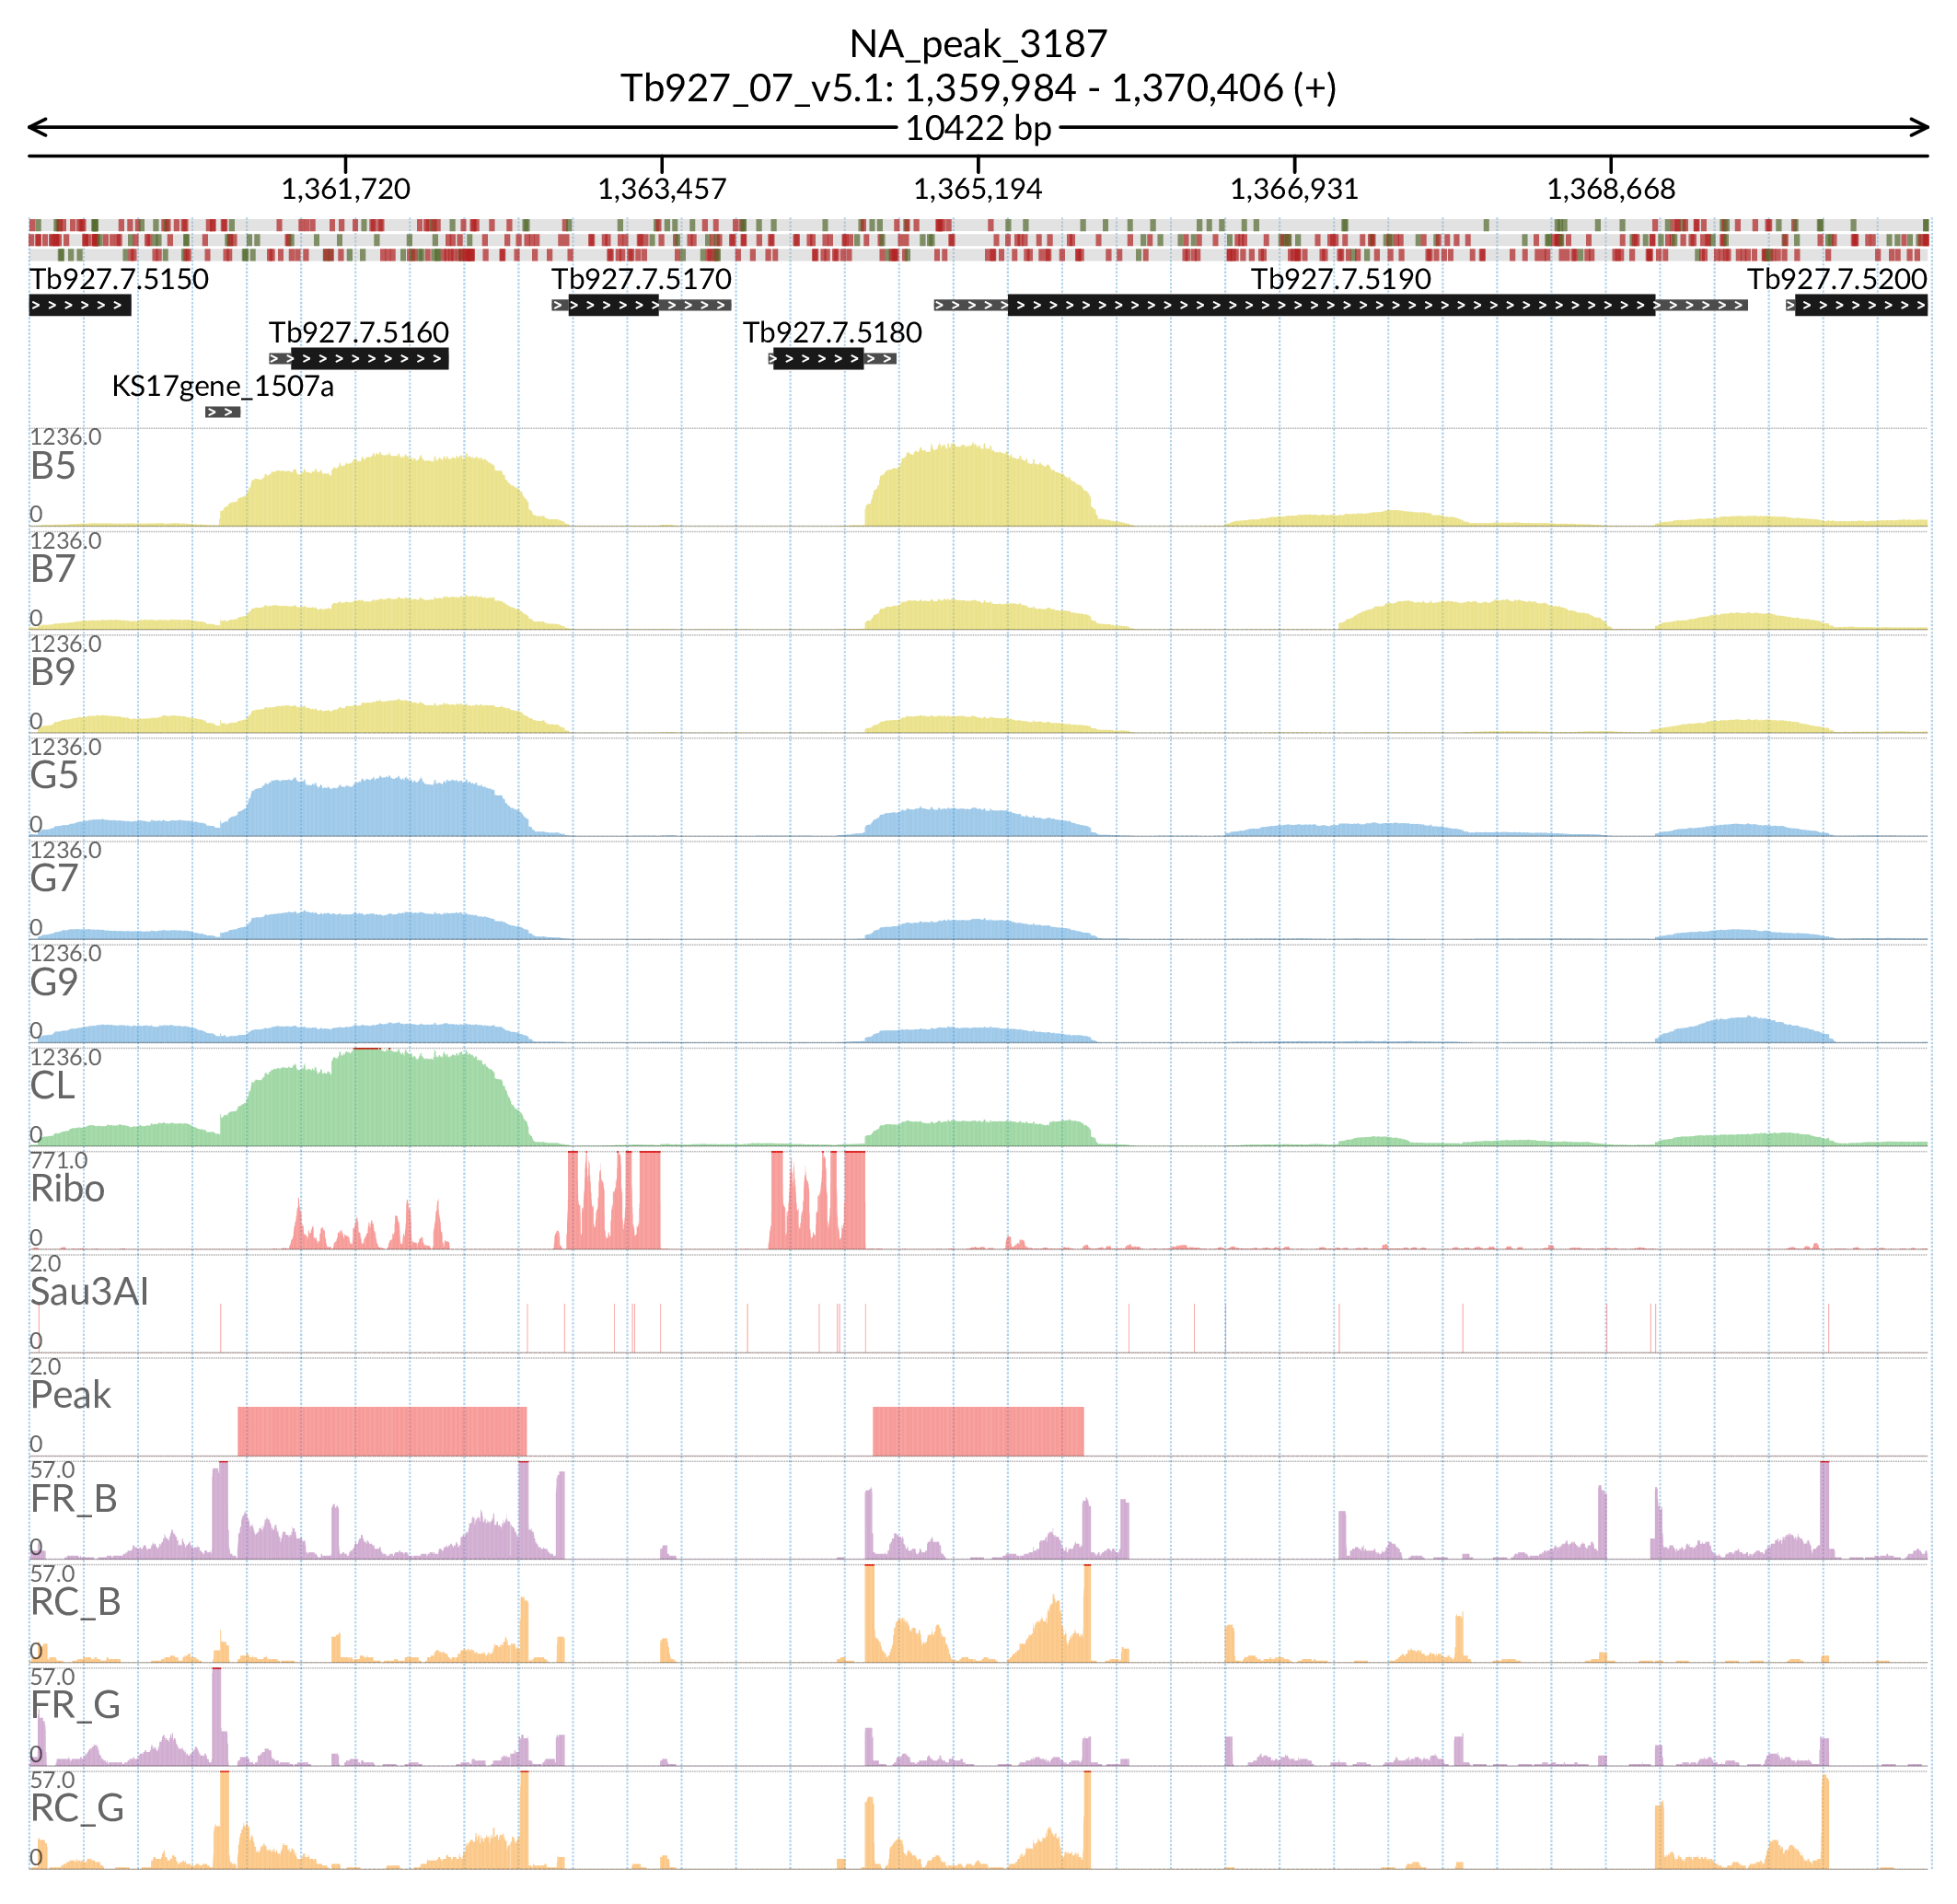 NA_peak_3187
Tb927_07_v5.1: 1,359,984 - 1,370,406 (+)
10422 bp
1,361,720 1,363,457 1,365,194 1,366,931 1,368,668
Tb927.7.5150 Tb927.7.5170 Tb927.7.5190 Tb927.7.5200
Tb927.7.5160 Tb927.7.5180
KS17gene_1507a
1236.0
B5
0
1236.0
B7
0
1236.0
B9
0
1236.0
G5
0
1236.0
G7
0
1236.0
G9
0
1236.0
CL
0
771.0
Ribo
0
2.0
Sau3AI
0
2.0
Peak
0
57.0
FR_B
0
57.0
RC_B
0
57.0
FR_G
0
57.0
RC_G
0